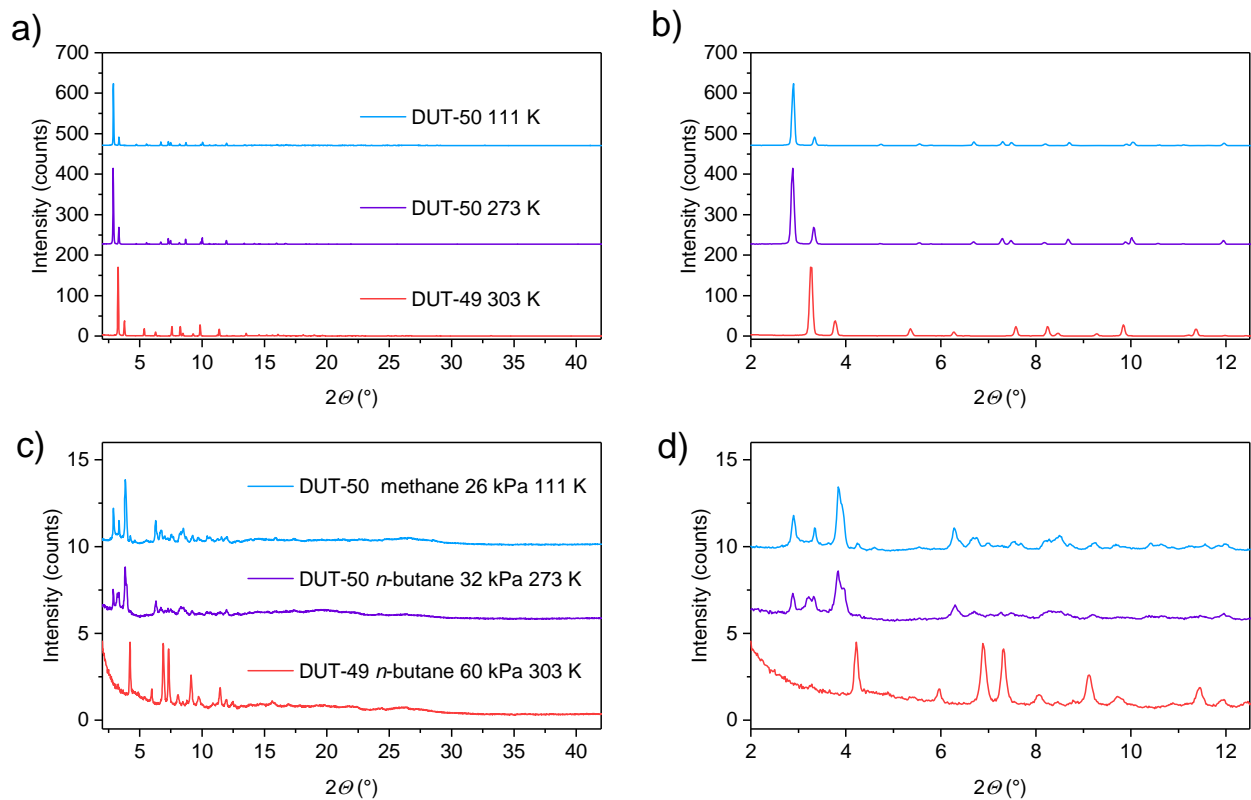 a)
700
600
500
400
300
200
100
0
Intensity (counts)
DUT-50 111 K
DUT-50 273 K
DUT-49 303 K
5 10 15 20 25 30 35 40
2Θ (°)
b)
700
600
500
400
300
200
100
0
Intensity (counts)
2 4 6 8 10 12
2Θ (°)
c)
15
10
5
0
Intensity (counts)
DUT-50 methane 26 kPa 111 K
DUT-50 n-butane 32 kPa 273 K
DUT-49 n-butane 60 kPa 303 K
5 10 15 20 25 30 35 40
2Θ (°)
d)
15
10
5
0
Intensity (counts)
2 4 6 8 10 12
2Θ (°)